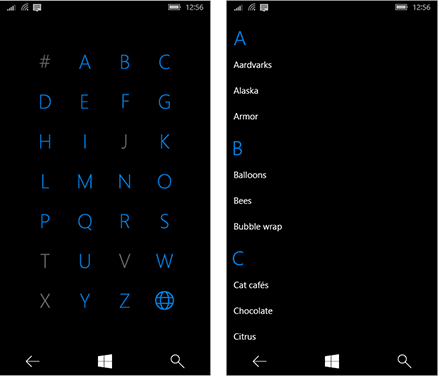 12:56
# A B C
D E F G
H I J K
L M N O
P Q R S
T U V W
X Y Z
12:56
A
Aardvarks
Alaska
Armor
B
Balloons
Bees
Bubble wrap
C
Cat cafés
Chocolate
Citrus